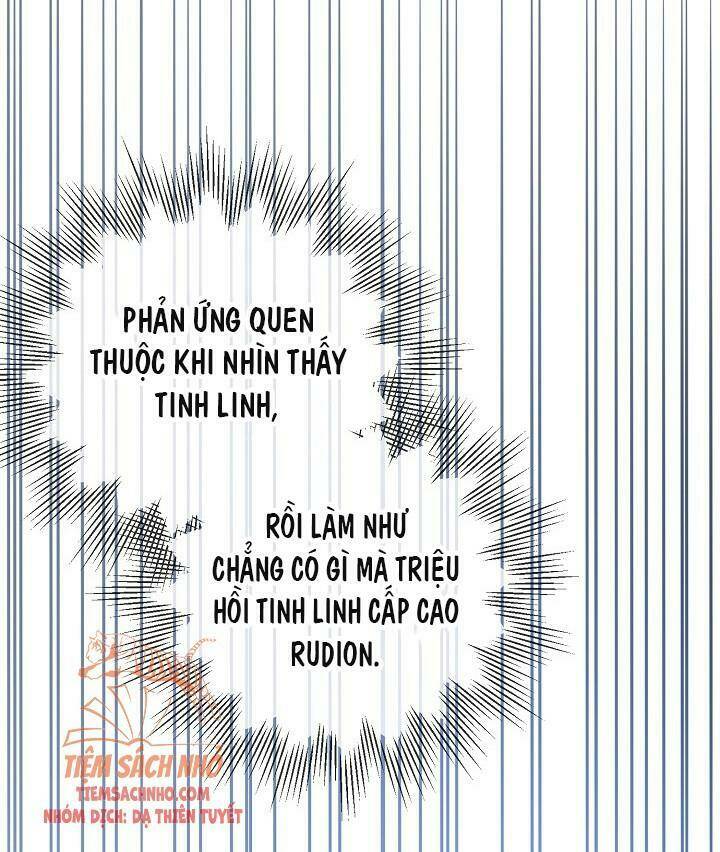 PHẢN ỨNG QUEN
THUỘC KHI NHÌN THẤY
TINH LINH,
RỒI LÀM NHƯ
CHẲNG CÓ GÌ MÀ TRIỆU
HỒI TINH LINH CẤP CAO
RUDION.
TIỆM SÁCH NHỎ
TIEMSACHNHO.COM
NHÓM DỊCH: DẠ THIÊN TUYẾT